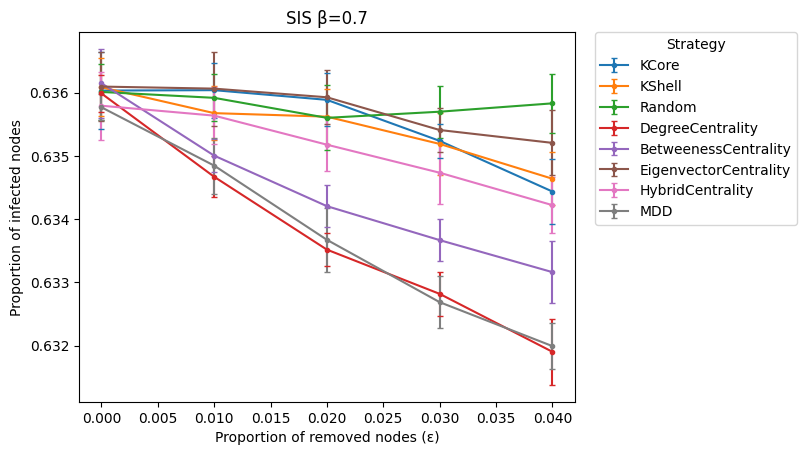 SIS β=0.7
Proportion of infected nodes
0.636
0.635
0.634
0.633
0.632
0.000
0.005
0.010
0.015
0.020
0.025
0.030
0.035
0.040
Proportion of removed nodes (ε)
Strategy
KCore
KShell
Random
DegreeCentrality
BetweenessCentrality
EigenvectorCentrality
HybridCentrality
MDD